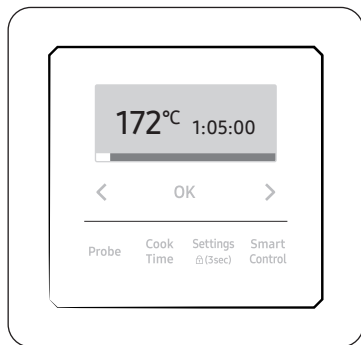 172°C 1:05:00
OK
Probe
Cook Time
Settings
(3sec)
Smart Control